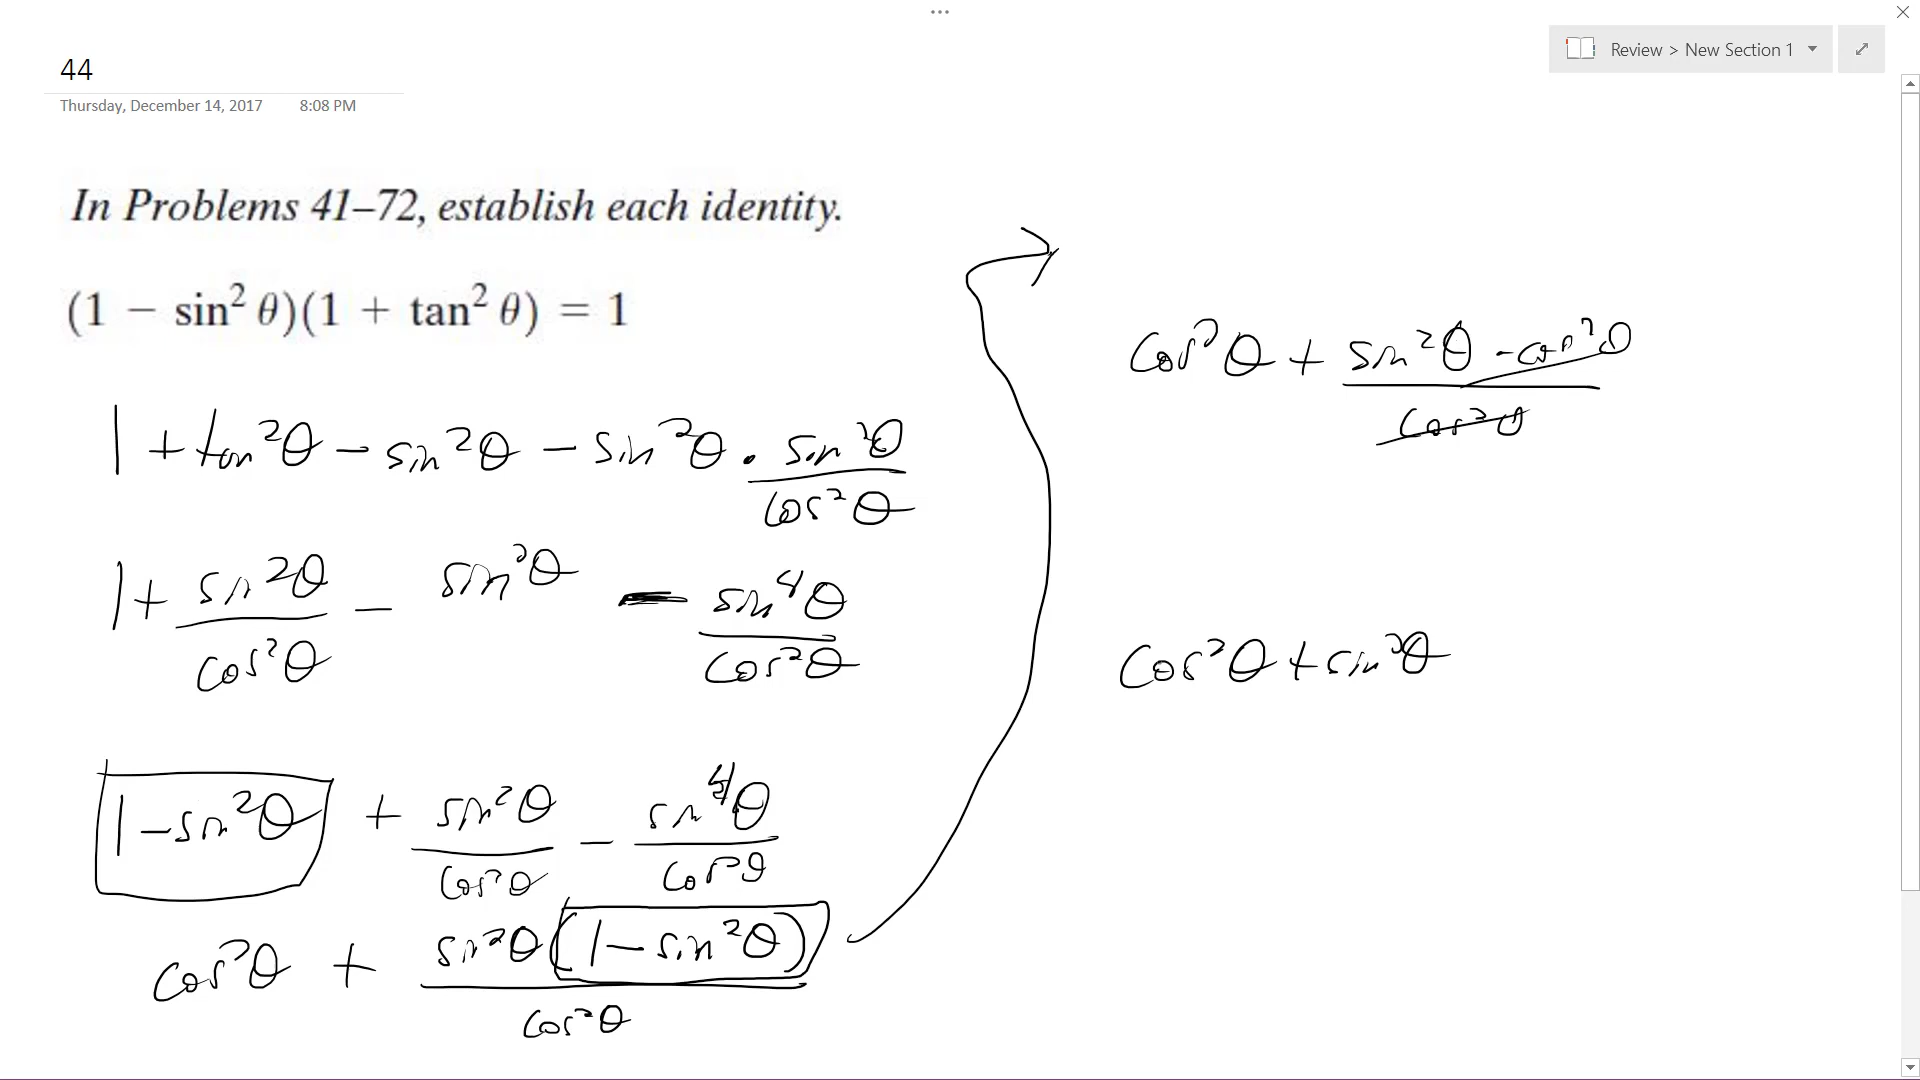 Review > New Section 1
44
Thursday, December 14, 2017 8:08 PM
In Problems 41–72, establish each identity.
(1 − sin² θ)(1 + tan² θ) = 1
1 + tan²θ − sin²θ − sin²θ · sin²θ / cos²θ
1 + sin²θ / cos²θ − sin²θ − sin⁴θ / cos²θ
1 − sin²θ + sin²θ / cos²θ − sin⁴θ / cos²θ
cos²θ + sin²θ(1 − sin²θ) / cos²θ
cos²θ + sin²θ · cos²θ / cos²θ
cos²θ + sin²θ